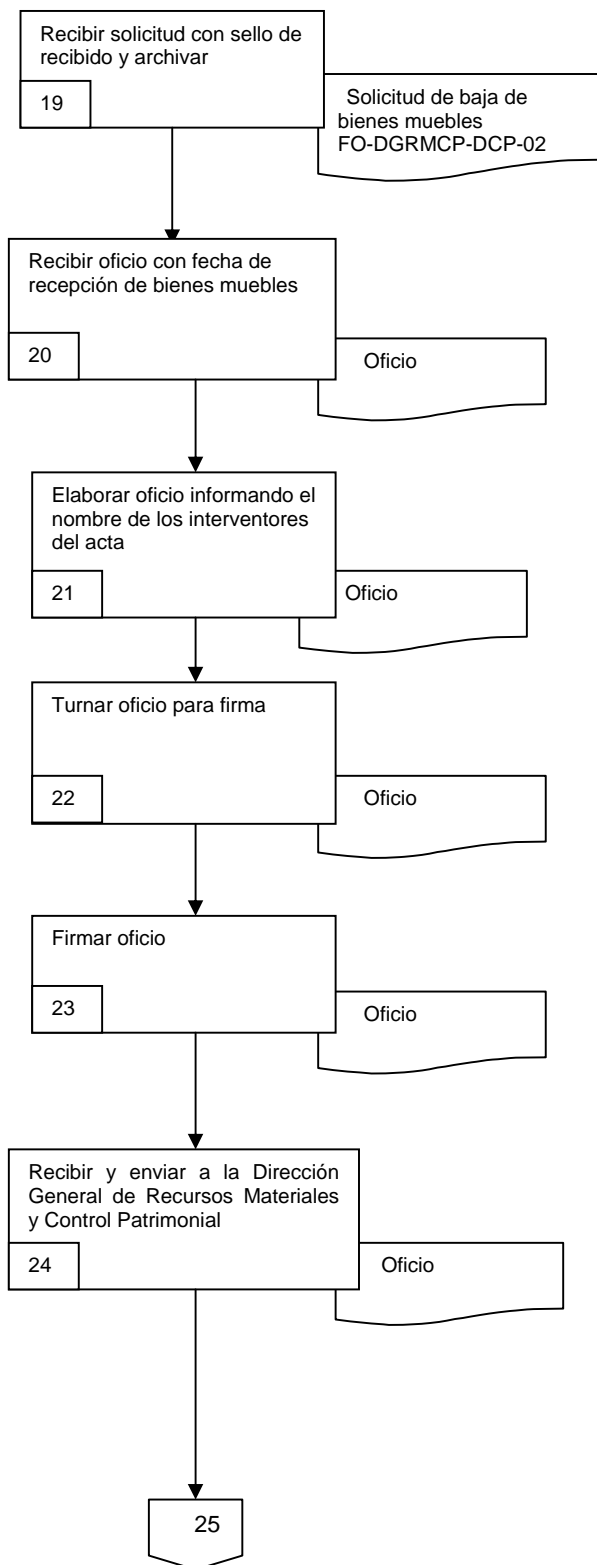 Recibir solicitud con sello de
recibido y archivar
19
Solicitud de baja de
bienes muebles
FO-DGRMCP-DCP-02
Recibir oficio con fecha de
recepción de bienes muebles
20
Oficio
Elaborar oficio informando el
nombre de los interventores
del acta
21
Oficio
Turnar oficio para firma
22
Oficio
Firmar oficio
23
Oficio
Recibir y enviar a la Dirección
General de Recursos Materiales
y Control Patrimonial
24
Oficio
25